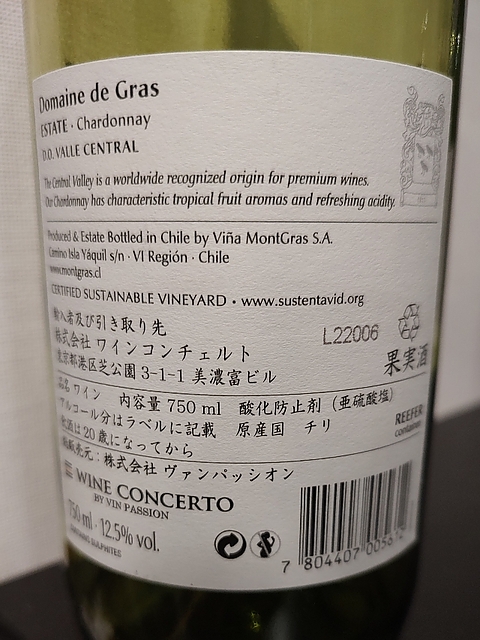 Domaine de Gras
ESTATE · Chardonnay
D.O. VALLE CENTRAL
The Central Valley is a worldwide recognized origin for premium wines.
Our Chardonnay has characteristic tropical fruit aromas and refreshing acidity.
Produced & Estate Bottled in Chile by Viña MontGras S.A.
Camino Isla Yáquil s/n · VI Región · Chile
www.montgras.cl
CERTIFIED SUSTAINABLE VINEYARD • www.sustentavid.org
輸入者及び引き取り先
L22006
株式会社 ワインコンチェルト
果実酒
東京都港区芝公園 3-1-1 美濃富ビル
品名 ワイン 内容量 750 ml 酸化防止剤（亜硫酸塩）
アルコール分はラベルに記載 原産国 チリ
REEFER
container
飲酒は20歳になってから
販売元：株式会社 ヴァンパッシオン
WINE CONCERTO
BY VIN PASSION
750 ml · 12.5% vol.
CONTAINS SULPHITES
7 804407 00561